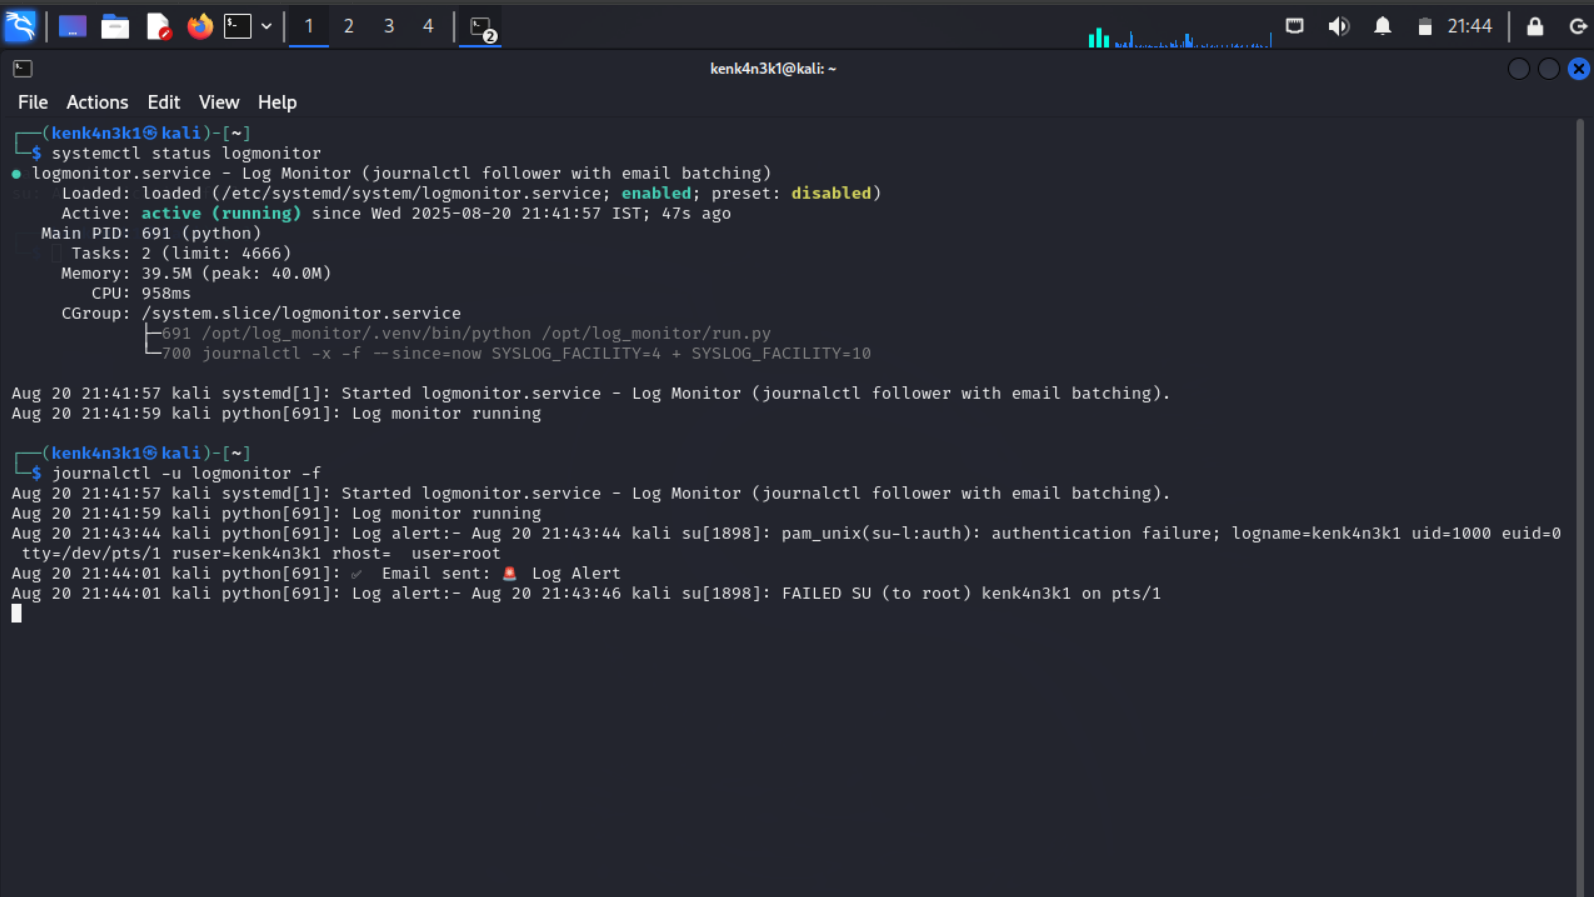 1 2 3 4 2 21:44
kenk4n3k1@kali: ~
File Actions Edit View Help
┌──(kenk4n3k1㉿kali)-[~]
└─$ systemctl status logmonitor
● logmonitor.service - Log Monitor (journalctl follower with email batching)
Loaded: loaded (/etc/systemd/system/logmonitor.service; enabled; preset: disabled)
Active: active (running) since Wed 2025-08-20 21:41:57 IST; 47s ago
Main PID: 691 (python)
Tasks: 2 (limit: 4666)
Memory: 39.5M (peak: 40.0M)
CPU: 958ms
CGroup: /system.slice/logmonitor.service
├─691 /opt/log_monitor/.venv/bin/python /opt/log_monitor/run.py
└─700 journalctl -x -f --since=now SYSLOG_FACILITY=4 + SYSLOG_FACILITY=10
Aug 20 21:41:57 kali systemd[1]: Started logmonitor.service - Log Monitor (journalctl follower with email batching).
Aug 20 21:41:59 kali python[691]: Log monitor running
┌──(kenk4n3k1㉿kali)-[~]
└─$ journalctl -u logmonitor -f
Aug 20 21:41:57 kali systemd[1]: Started logmonitor.service - Log Monitor (journalctl follower with email batching).
Aug 20 21:41:59 kali python[691]: Log monitor running
Aug 20 21:43:44 kali python[691]: Log alert:- Aug 20 21:43:44 kali su[1898]: pam_unix(su-l:auth): authentication failure; logname=kenk4n3k1 uid=1000 euid=0
tty=/dev/pts/1 ruser=kenk4n3k1 rhost=  user=root
Aug 20 21:44:01 kali python[691]: ✅ Email sent: 🚨 Log Alert
Aug 20 21:44:01 kali python[691]: Log alert:- Aug 20 21:43:46 kali su[1898]: FAILED SU (to root) kenk4n3k1 on pts/1